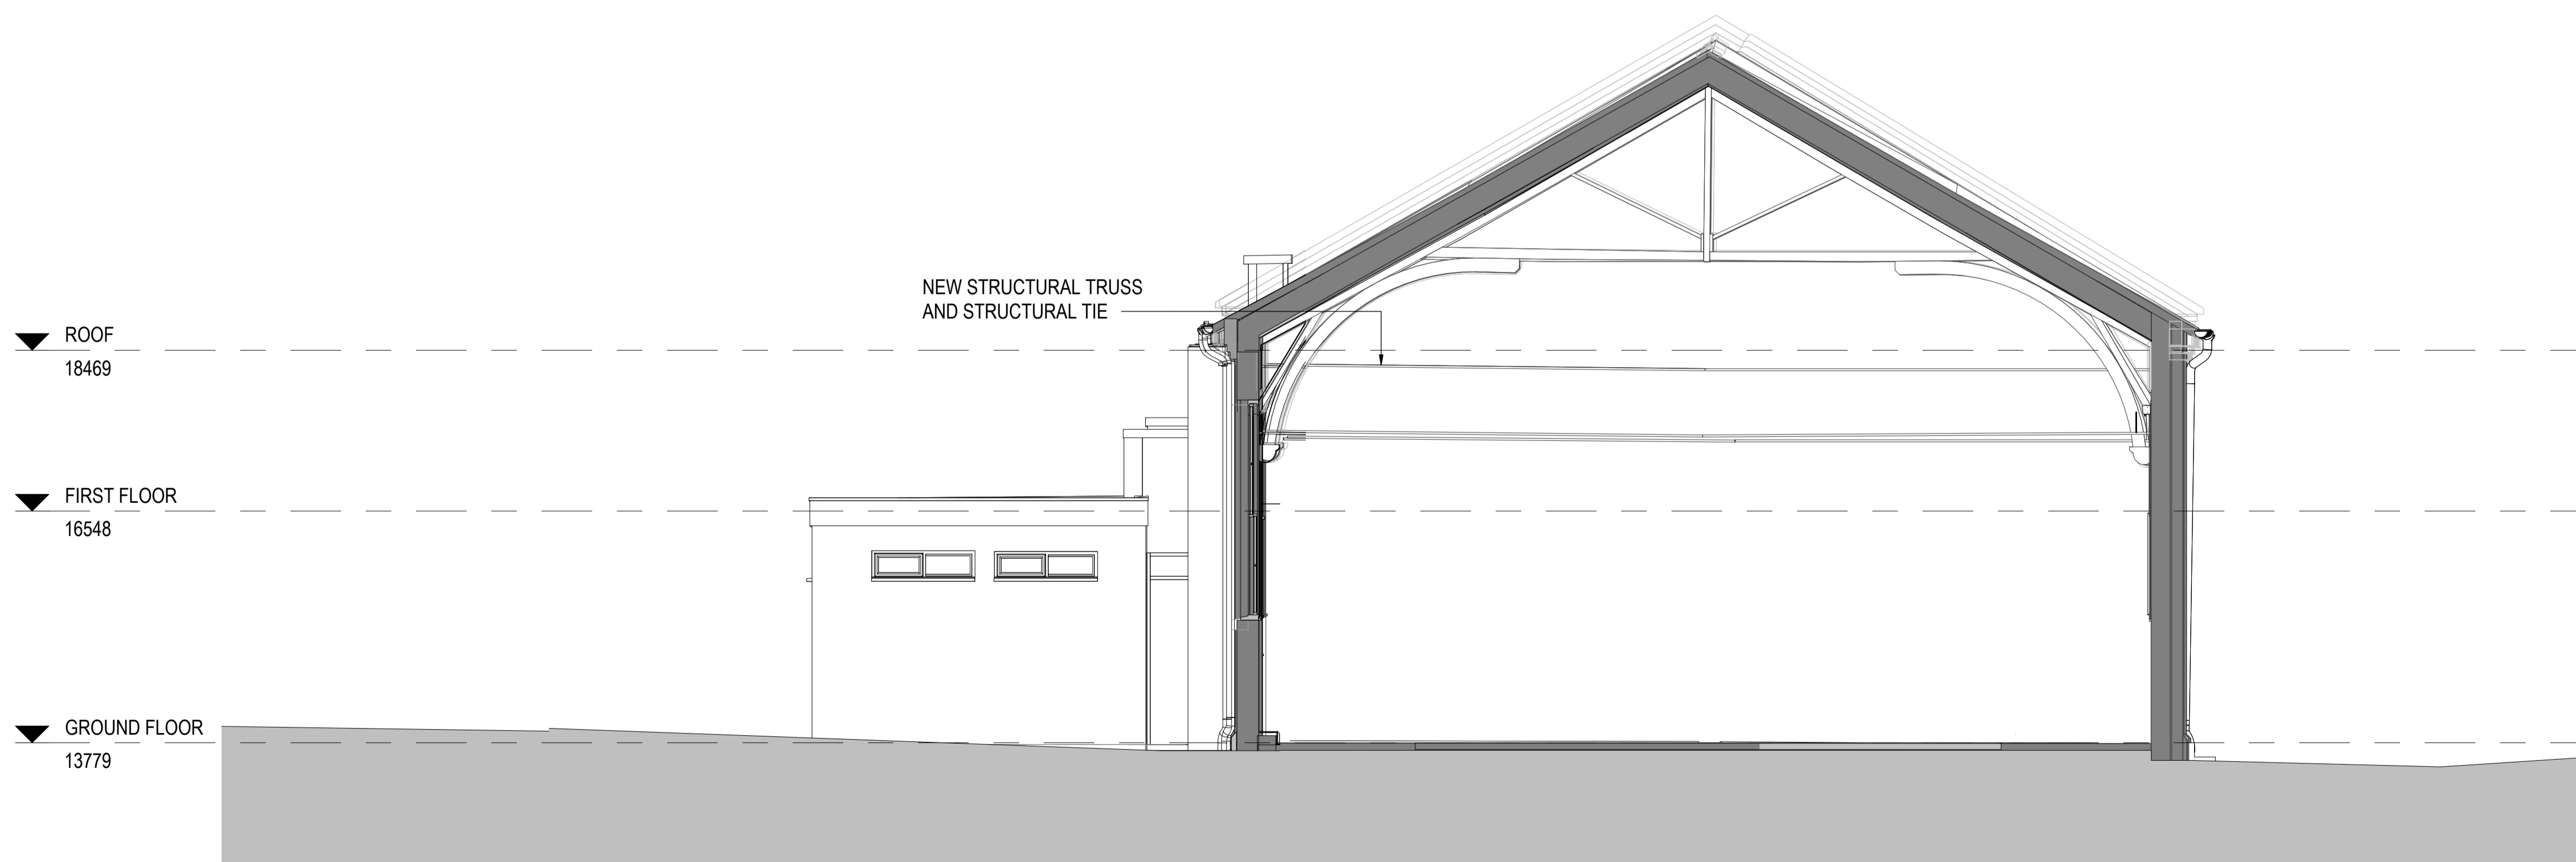 NEW STRUCTURAL TRUSS
AND STRUCTURAL TIE
ROOF
18469
FIRST FLOOR
16548
GROUND FLOOR
13779